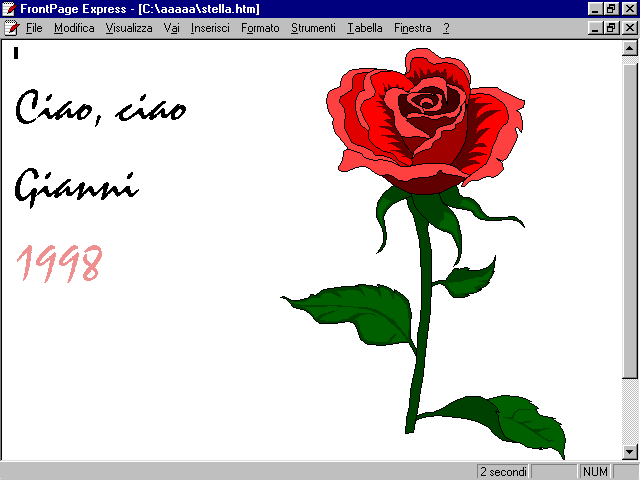 FrontPage Express - [C:\aaaaa\stella.htm]
File Modifica Visualizza Vai Inserisci Formato Strumenti Tabella Finestra ?
Ciao, ciao
Gianni
1998
2 secondi NUM